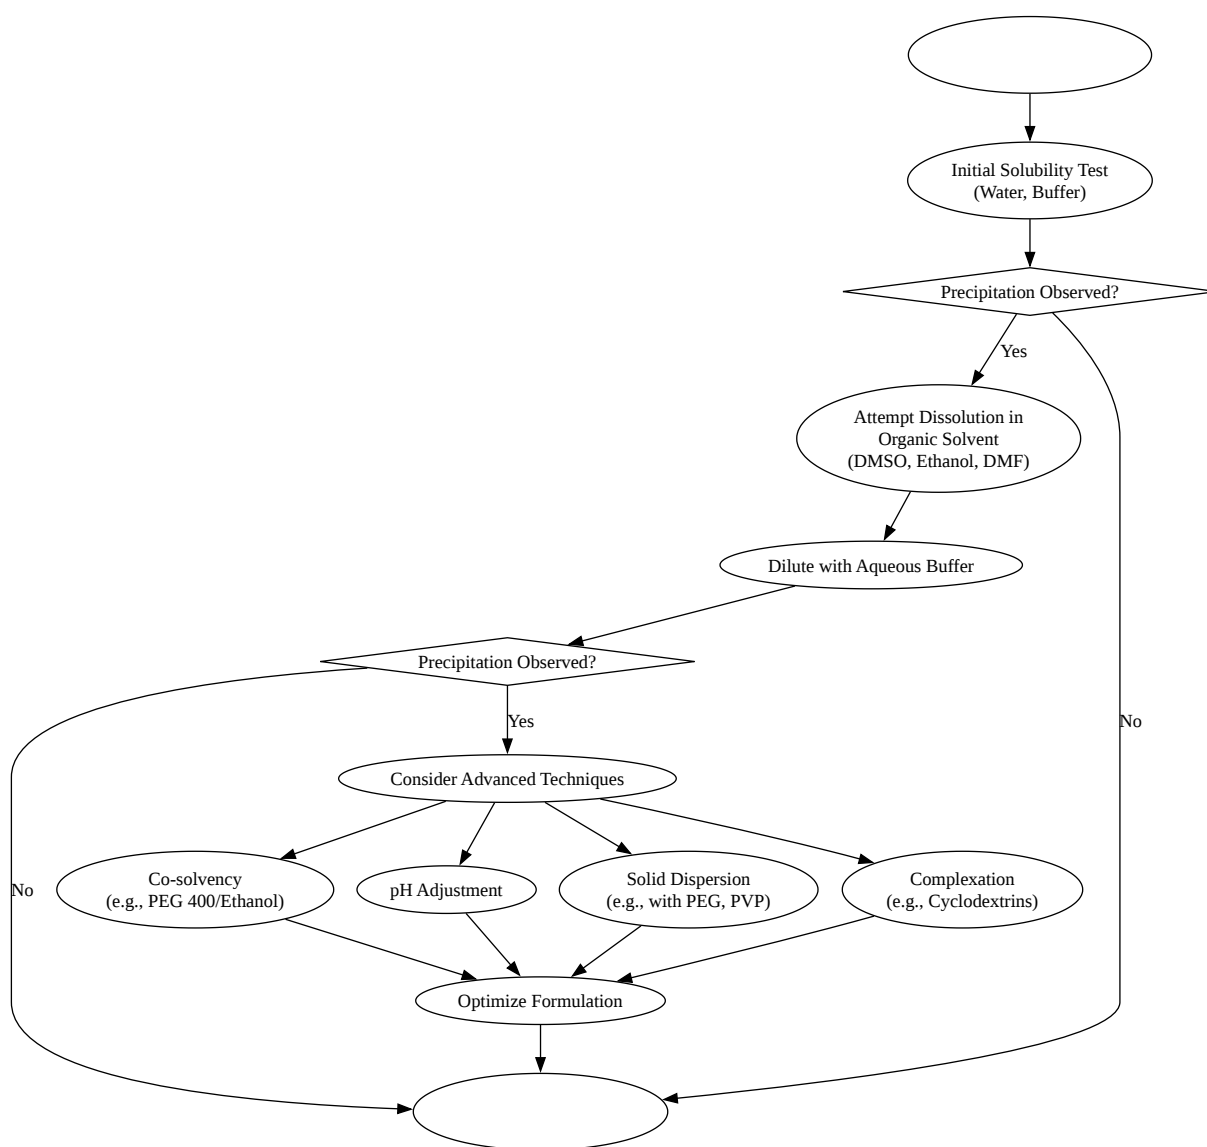 Initial Solubility Test
(Water, Buffer)
Precipitation Observed?
Yes
Attempt Dissolution in
Organic Solvent
(DMSO, Ethanol, DMF)
Dilute with Aqueous Buffer
Precipitation Observed?
Yes
No
Consider Advanced Techniques
Co-solvency
(e.g., PEG 400/Ethanol)
pH Adjustment
Solid Dispersion
(e.g., with PEG, PVP)
Complexation
(e.g., Cyclodextrins)
No
Optimize Formulation